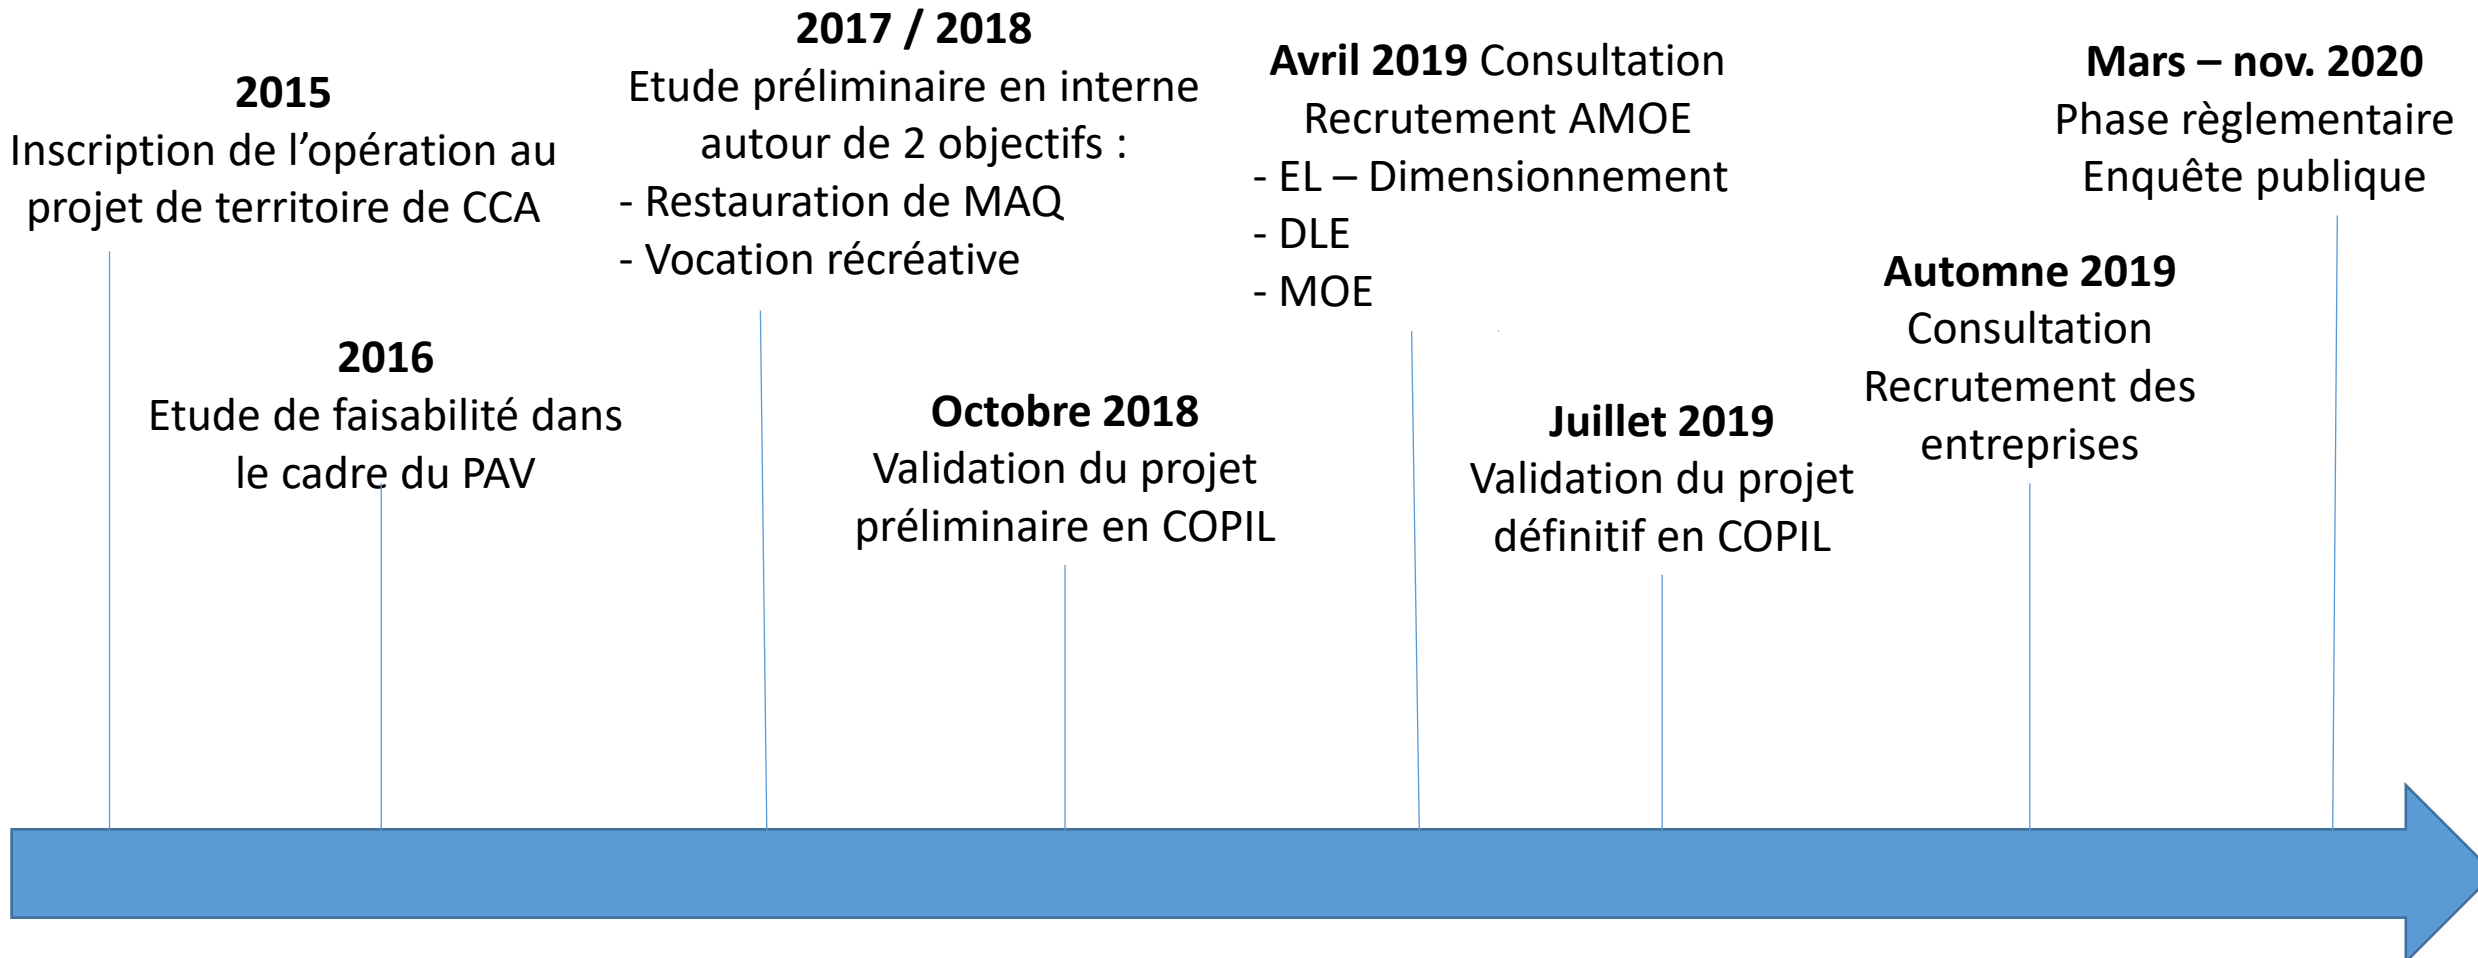 2015
Inscription de l’opération au
projet de territoire de CCA
2016
Etude de faisabilité dans
le cadre du PAV
2017 / 2018
Etude préliminaire en interne
autour de 2 objectifs :
- Restauration de MAQ
- Vocation récréative
Octobre 2018
Validation du projet
préliminaire en COPIL
Avril 2019 Consultation
Recrutement AMOE
- EL – Dimensionnement
- DLE
- MOE
Juillet 2019
Validation du projet
définitif en COPIL
Automne 2019
Consultation
Recrutement des
entreprises
Mars – nov. 2020
Phase règlementaire
Enquête publique